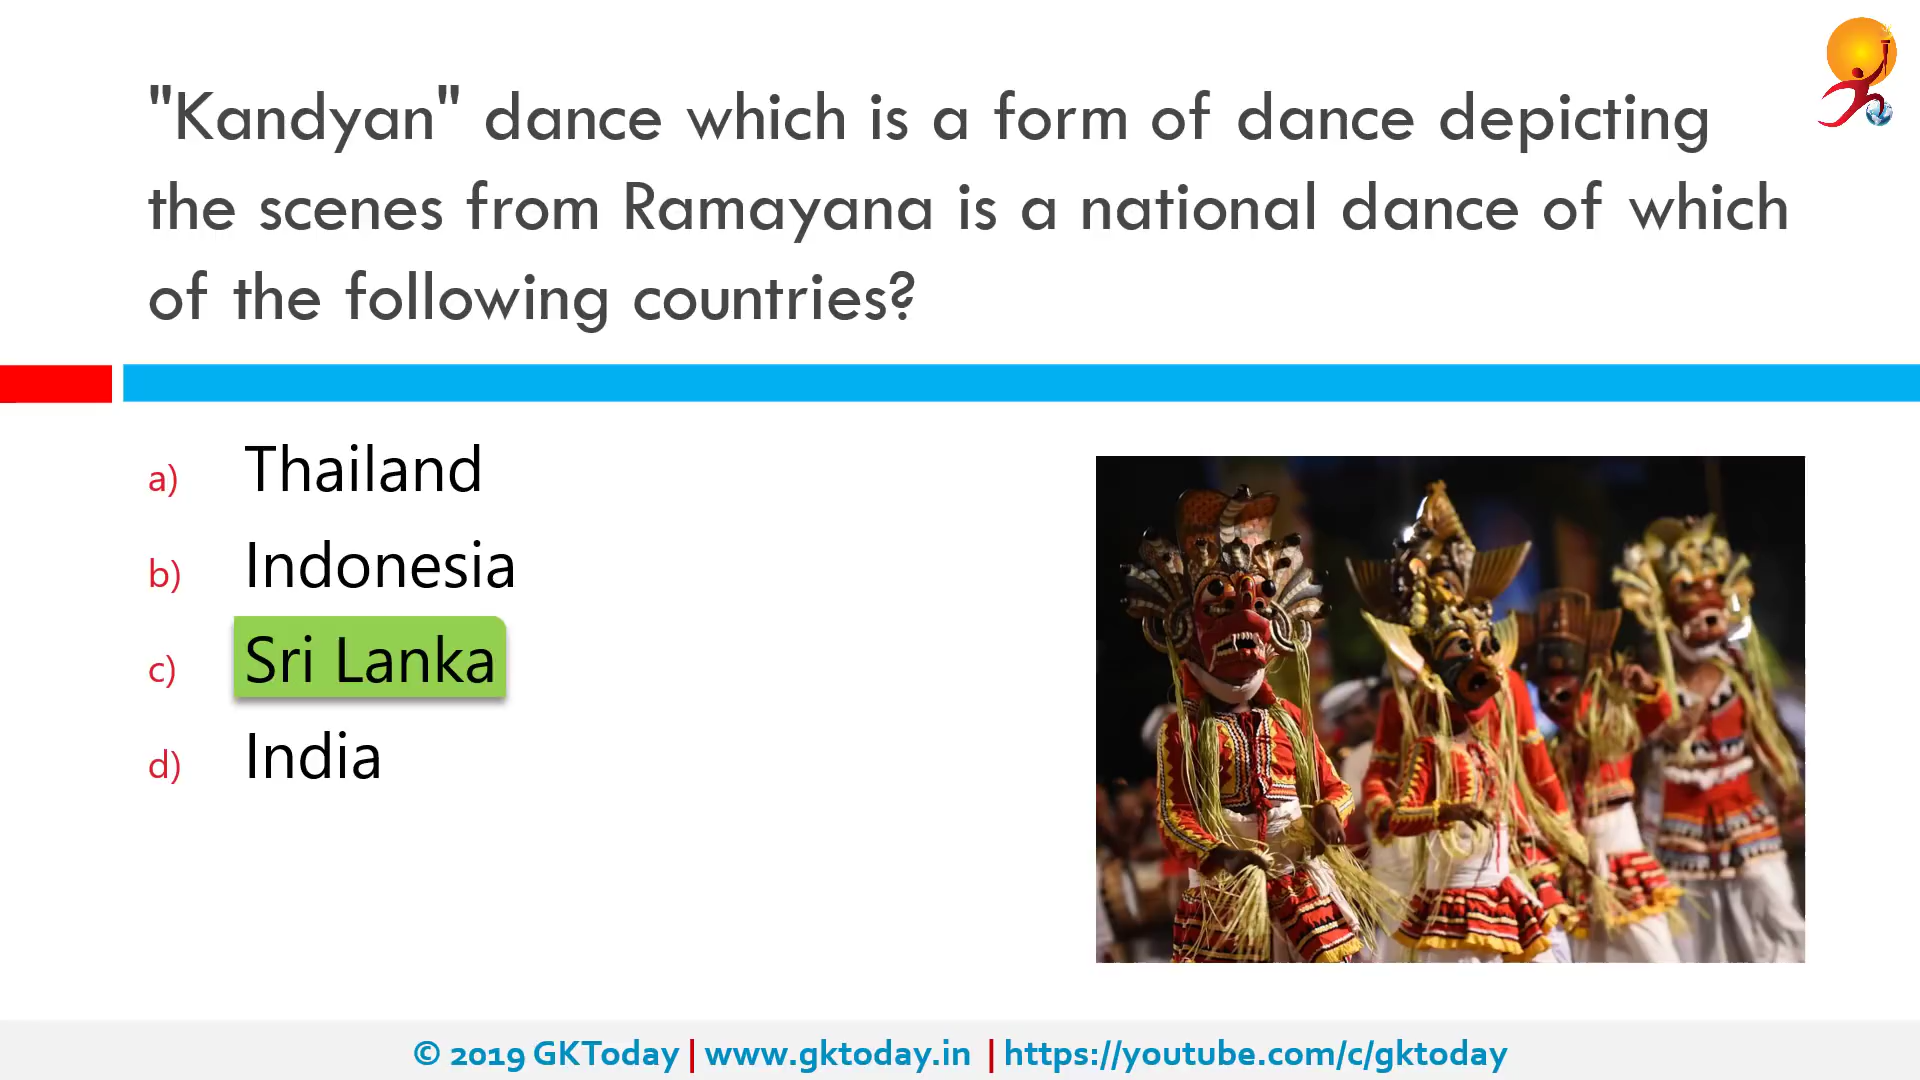 "Kandyan" dance which is a form of dance depicting
the scenes from Ramayana is a national dance of which
of the following countries?
a) Thailand
b) Indonesia
c) Sri Lanka
d) India
© 2019 GKToday | www.gktoday.in | https://youtube.com/c/gktoday